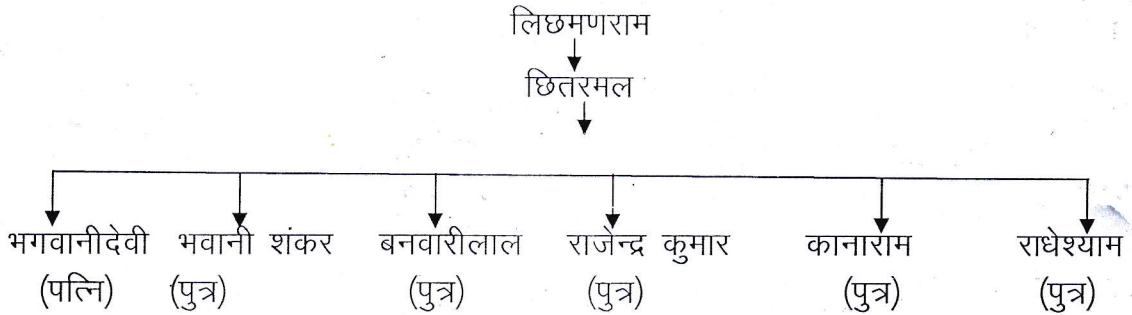 लिछमणराम
छितरमल
भगवानीदेवी भवानी शंकर बनवारीलाल राजेन्द्र कुमार कानाराम राधेश्याम
(पत्नि) (पुत्र) (पुत्र) (पुत्र) (पुत्र) (पुत्र)